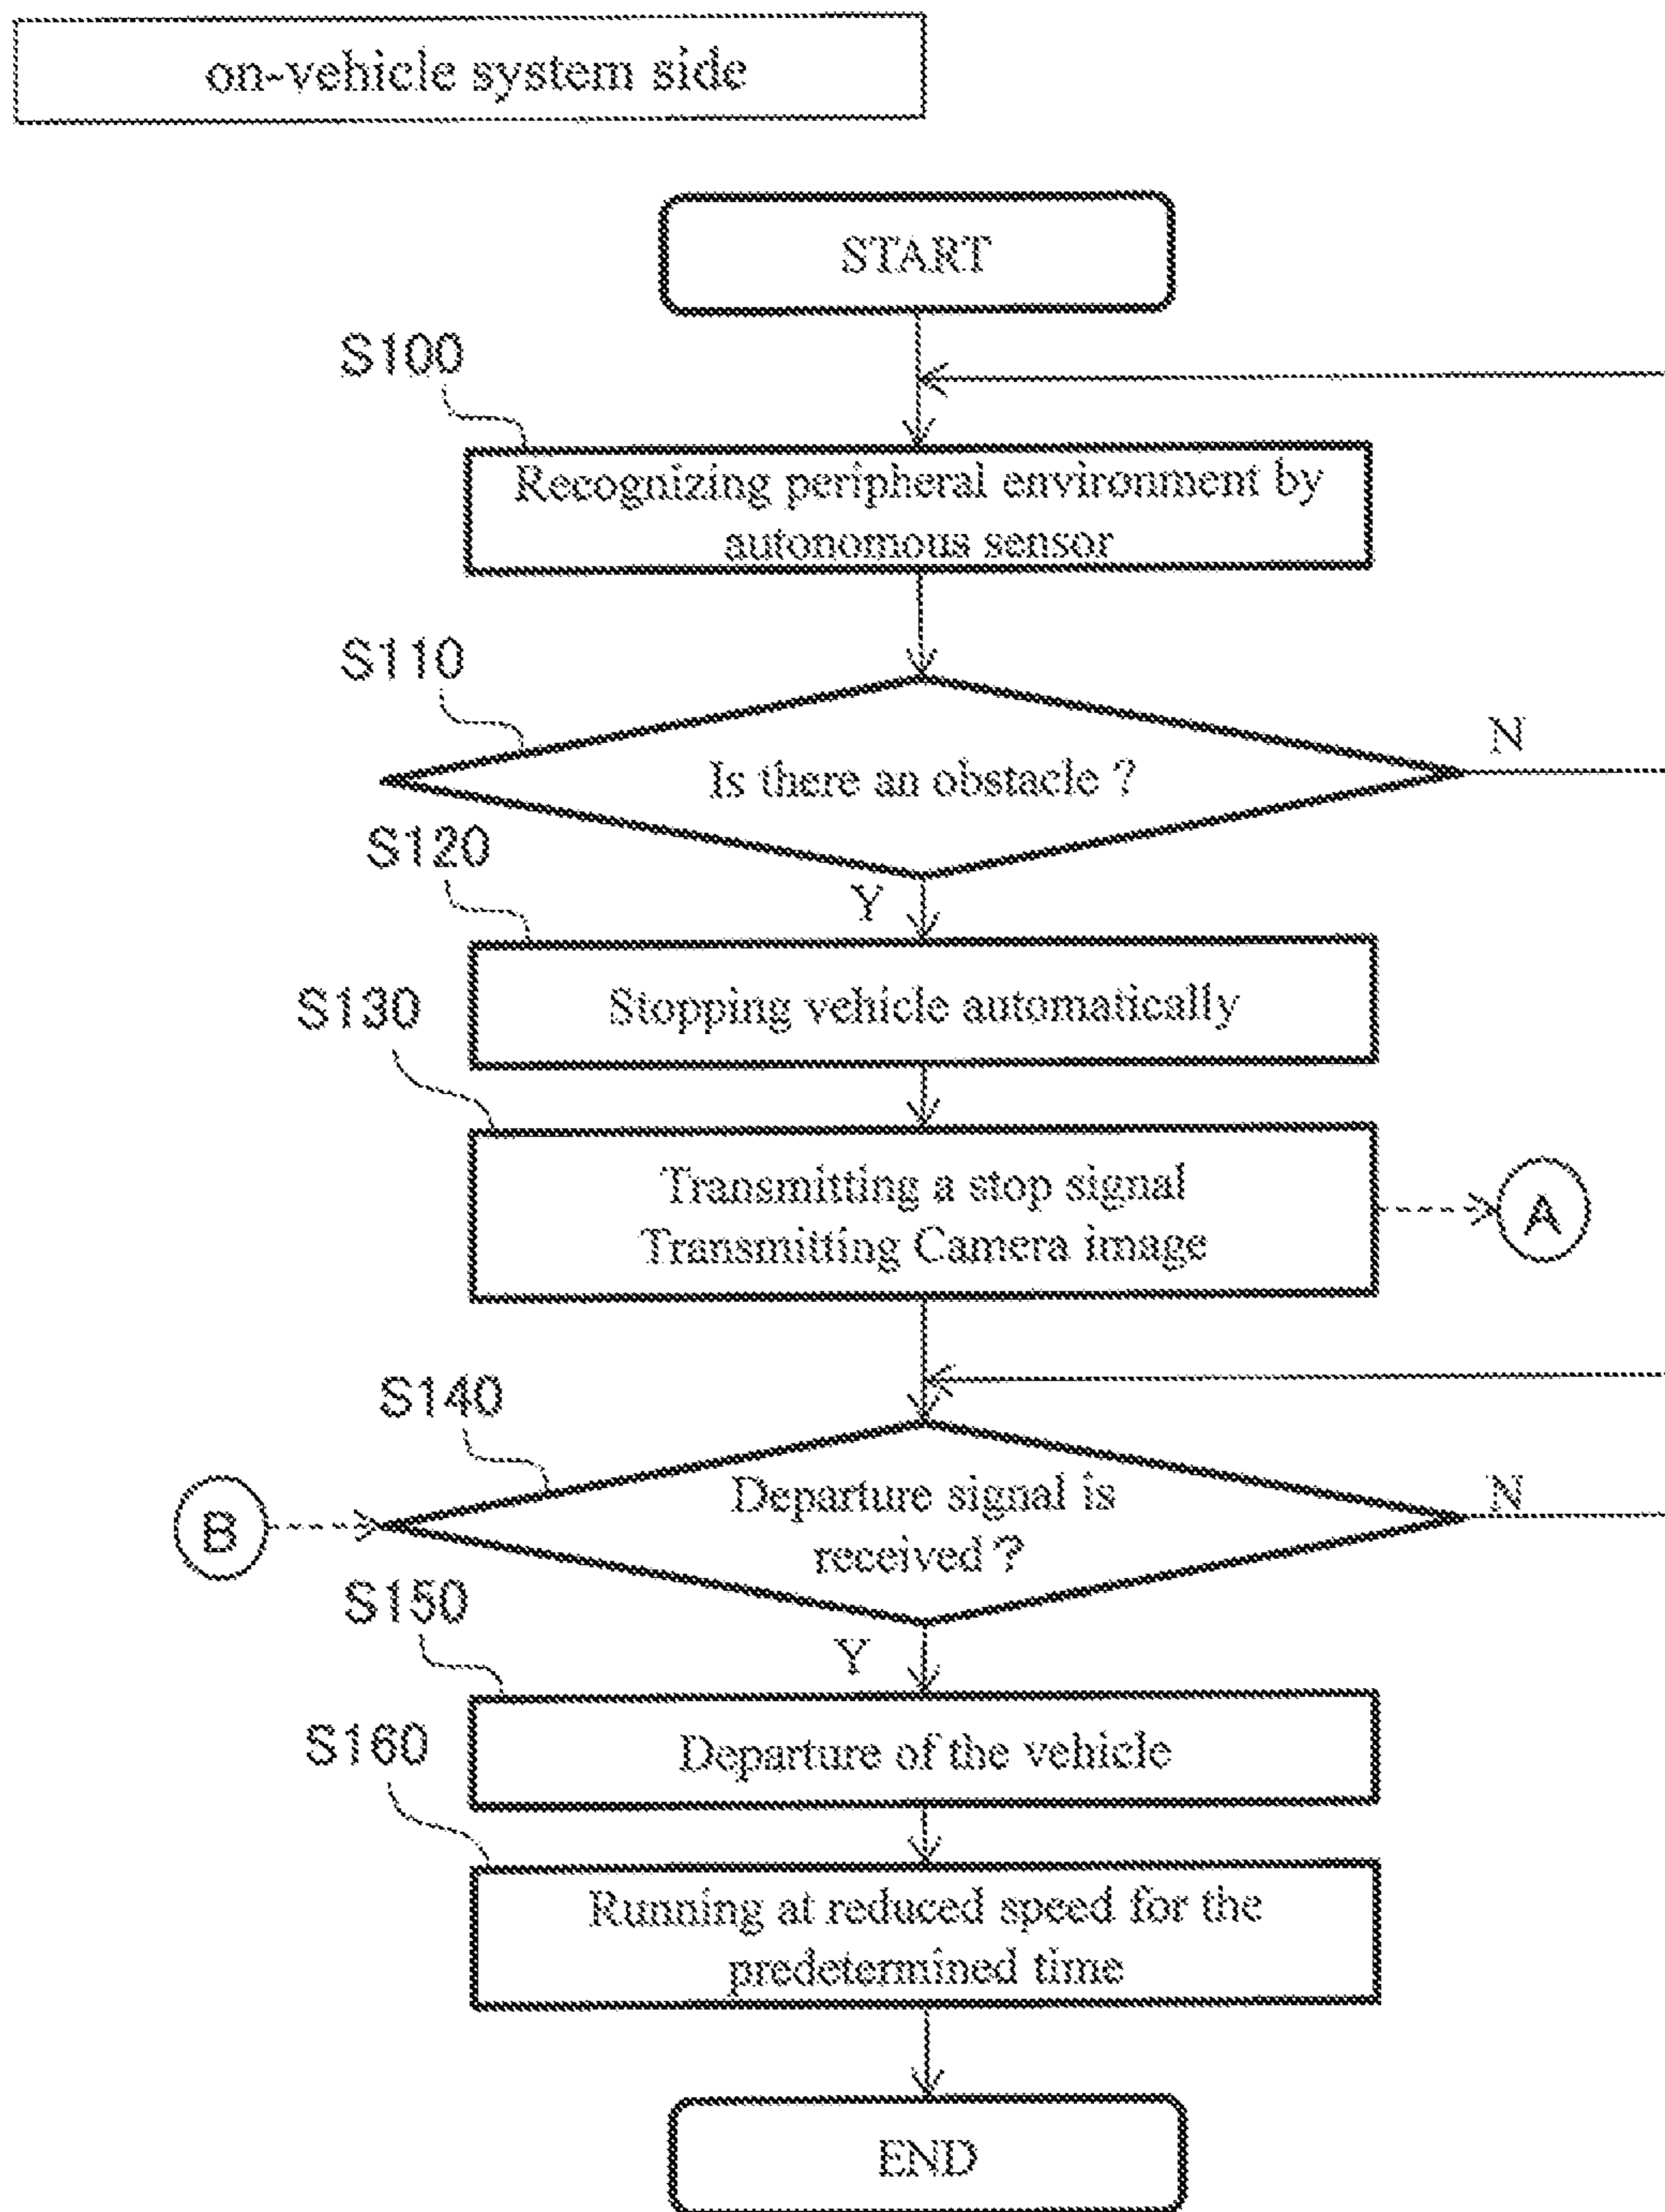 on-vehicle system side
START
S100
Recognizing peripheral environment by
autonomous sensor
S110
Is there an obstacle ?
N
S120
Y
Stopping vehicle automatically
S130
Transmitting a stop signal
Transmitting Camera image
A
S140
Departure signal is
received ?
N
B
S150
Y
Departure of the vehicle
S160
Running at reduced speed for the
predetermined time
END